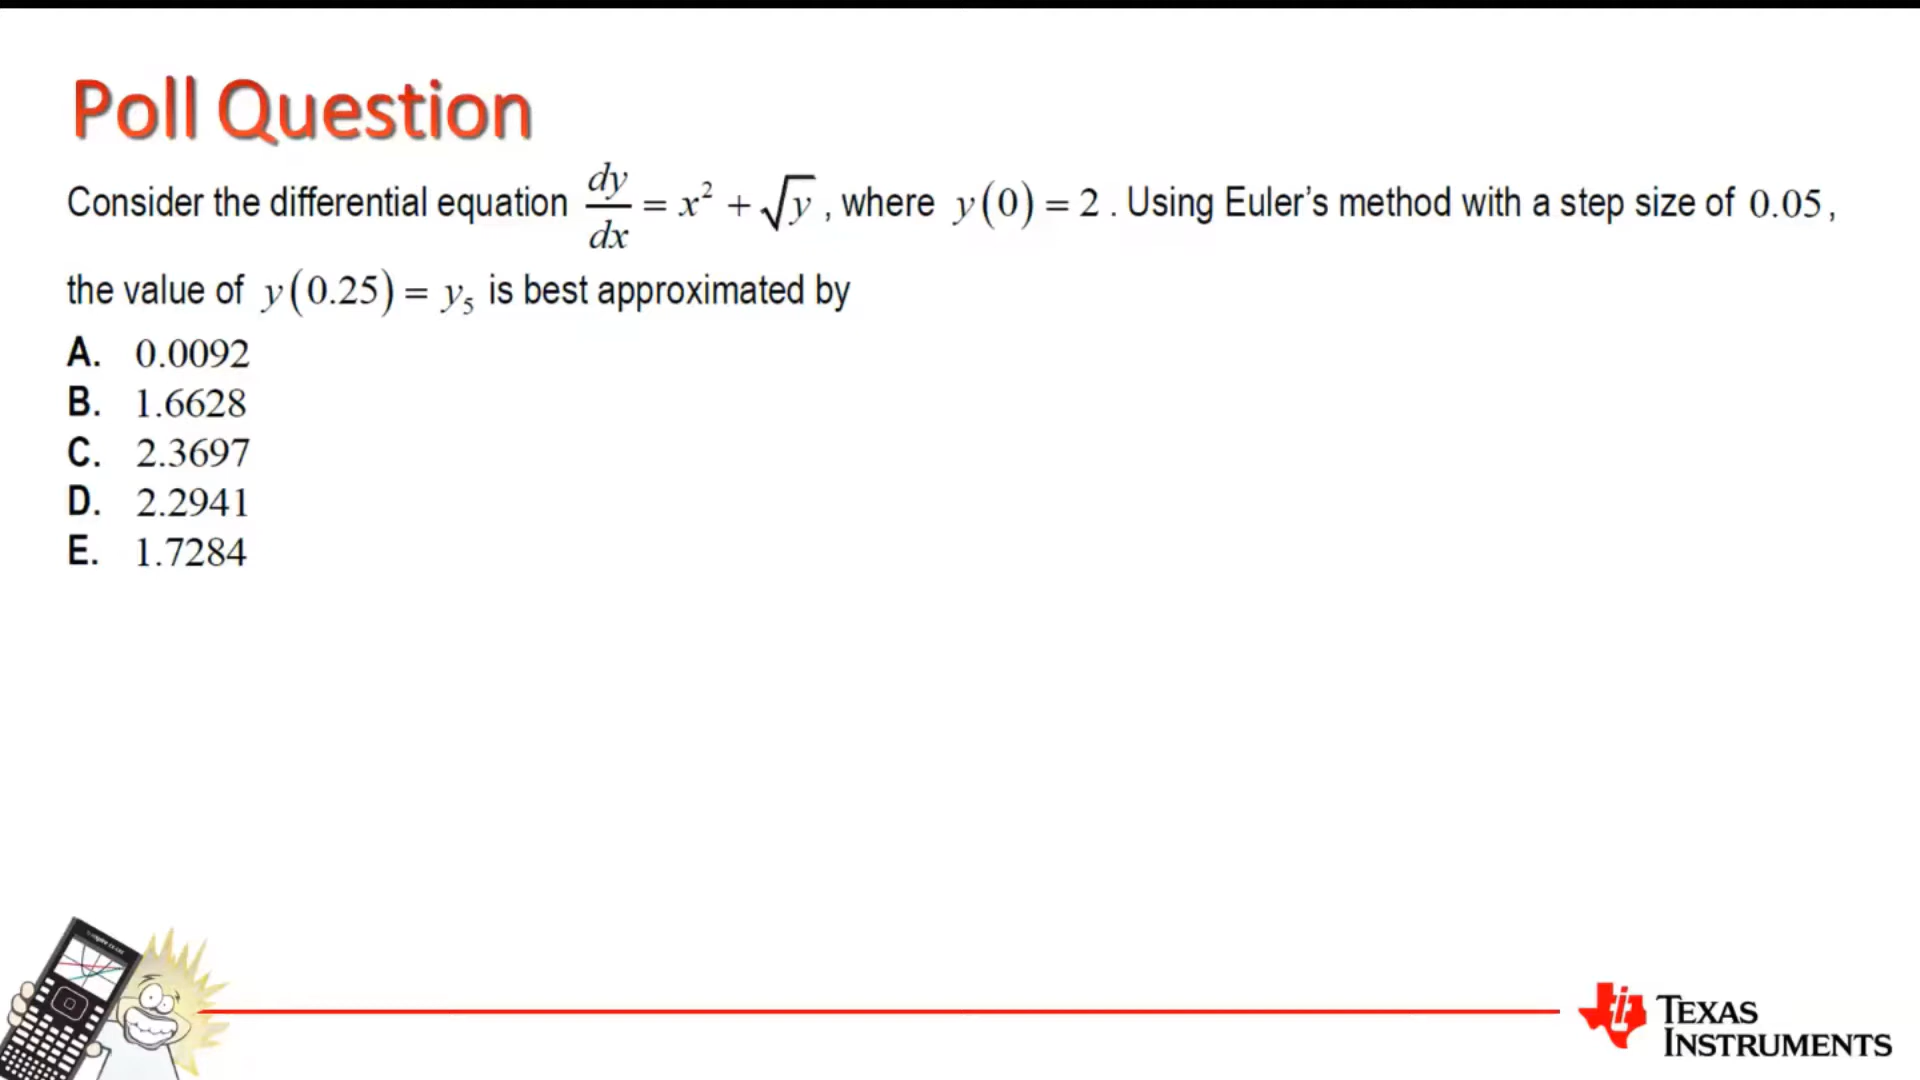 Poll Question
Consider the differential equation dy/dx = x² + √y, where y(0) = 2. Using Euler's method with a step size of 0.05,
the value of y(0.25) = y₅ is best approximated by
A. 0.0092
B. 1.6628
C. 2.3697
D. 2.2941
E. 1.7284
TEXAS
INSTRUMENTS